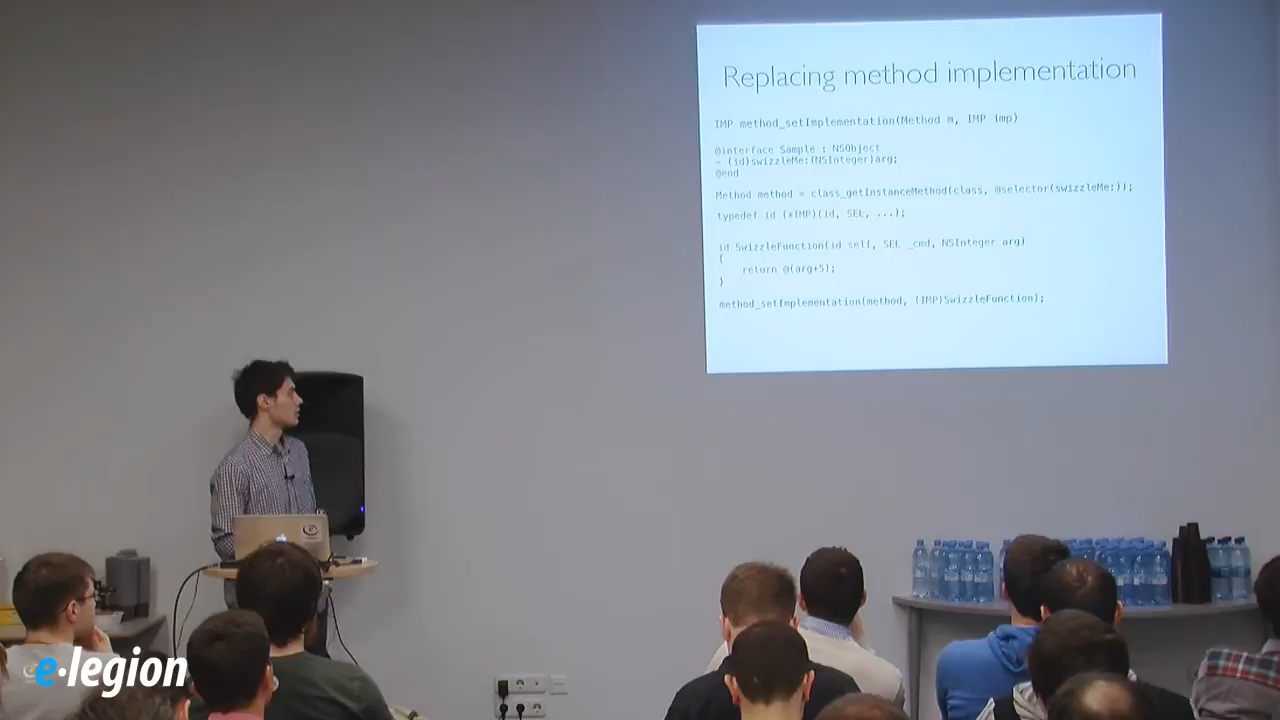 Replacing method implementation
IMP method_setImplementation(Method m, IMP imp)
@interface Sample : NSObject
- (id)swizzleMe:(NSInteger)arg;
@end
Method method = class_getInstanceMethod(class, @selector(swizzleMe:));
typedef id (*IMP)(id, SEL, ...);
id SwizzleFunction(id self, SEL _cmd, NSInteger arg)
{
return @(arg+5);
}
method_setImplementation(method, (IMP)SwizzleFunction);
e·legion